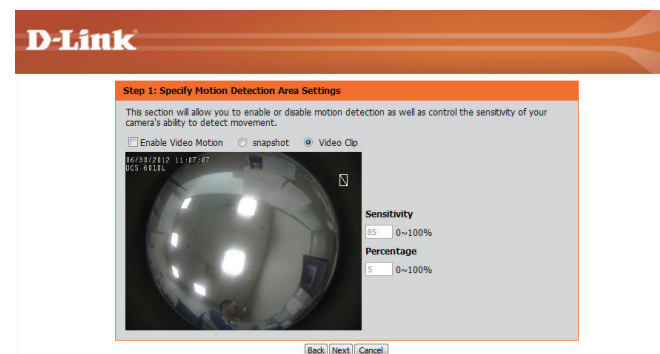 D-Link
Step 1: Specify Motion Detection Area Settings
This section will allow you to enable or disable motion detection as well as control the sensitivity of your
camera's ability to detect movement.
Enable Video Motion snapshot Video Clip
06/30/2012 11:07:07
DCS-6010L
Sensitivity
85 0~100%
Percentage
5 0~100%
Back Next Cancel